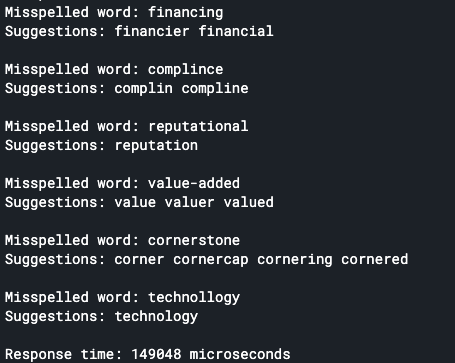 Misspelled word: financing
Suggestions: financier financial
Misspelled word: complince
Suggestions: complin compline
Misspelled word: reputational
Suggestions: reputation
Misspelled word: value-added
Suggestions: value valuer valued
Misspelled word: cornerstone
Suggestions: corner cornercap cornering cornered
Misspelled word: technollogy
Suggestions: technology
Response time: 149048 microseconds